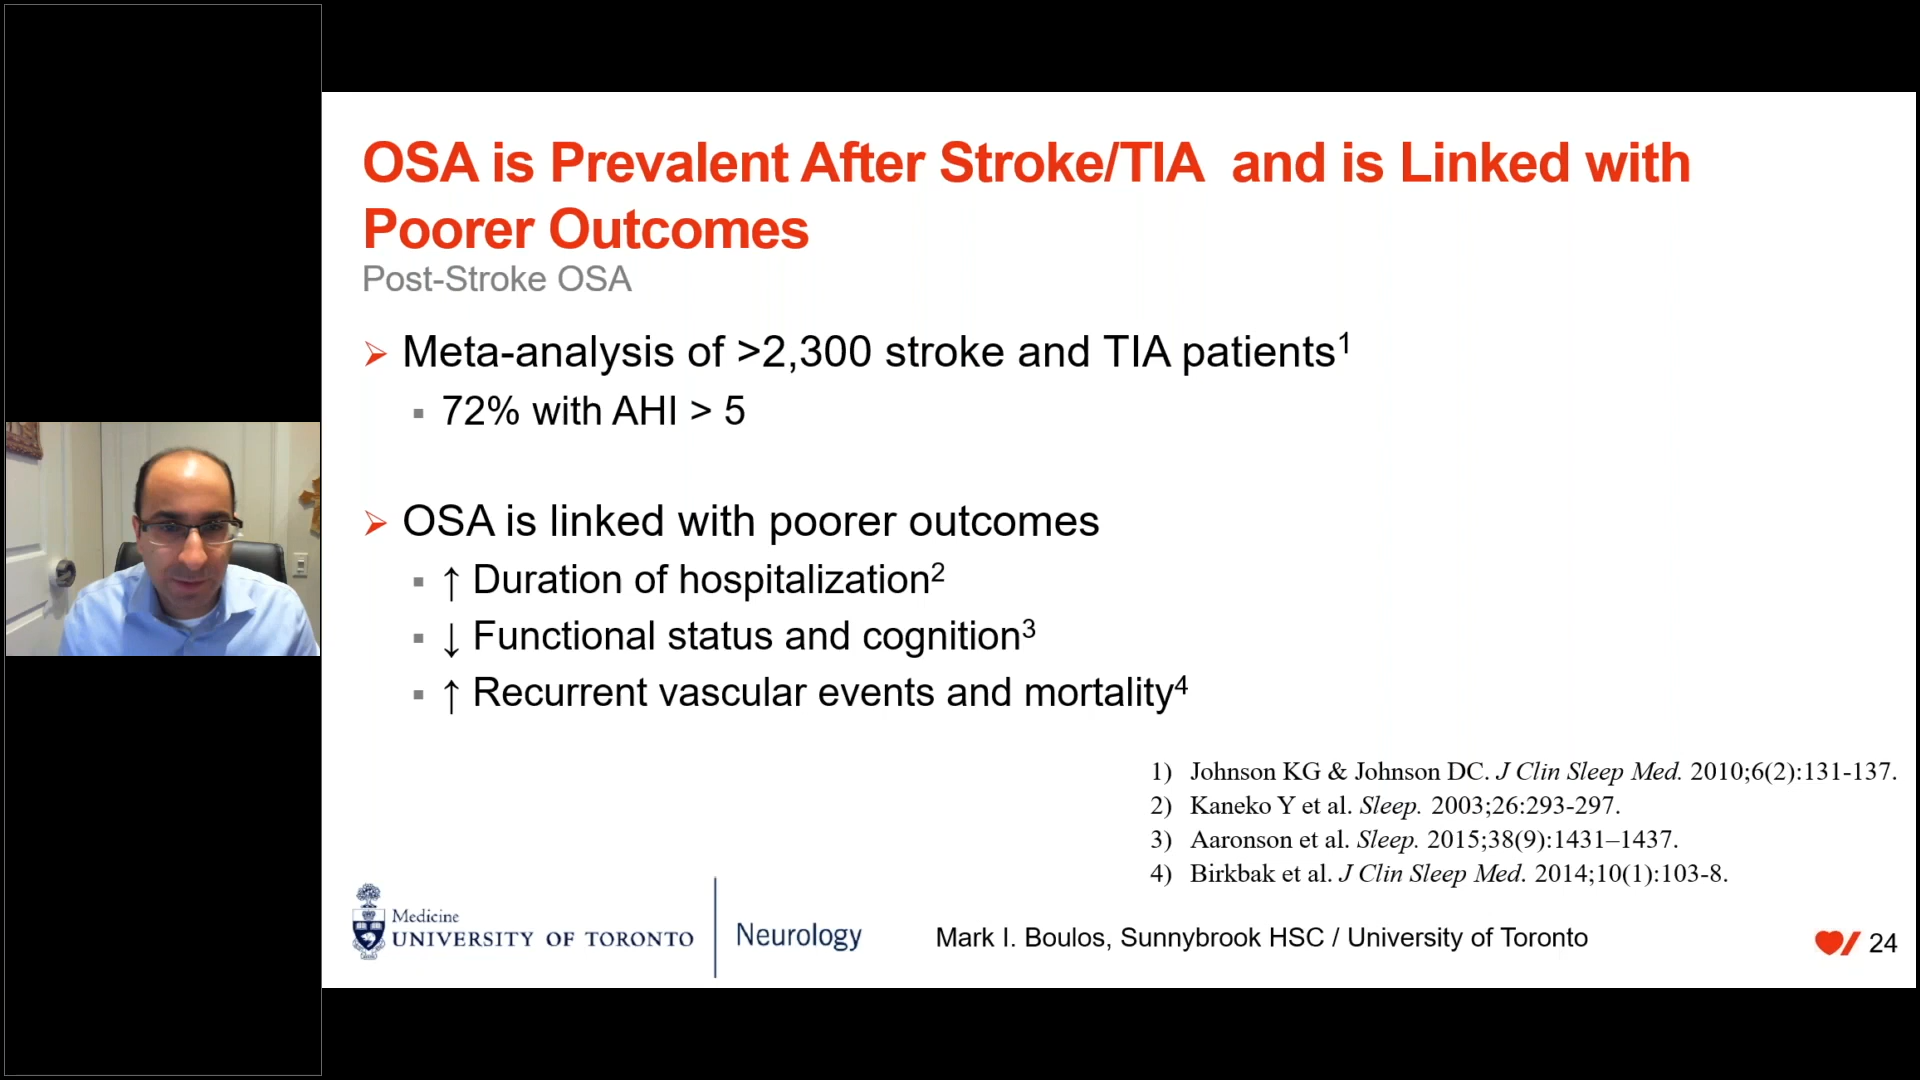 OSA is Prevalent After Stroke/TIA  and is Linked with
Poorer Outcomes
Post-Stroke OSA
➢ Meta-analysis of >2,300 stroke and TIA patients¹
▪ 72% with AHI > 5
➢ OSA is linked with poorer outcomes
▪ ↑ Duration of hospitalization²
▪ ↓ Functional status and cognition³
▪ ↑ Recurrent vascular events and mortality⁴
1) Johnson KG & Johnson DC. J Clin Sleep Med. 2010;6(2):131-137.
2) Kaneko Y et al. Sleep. 2003;26:293-297.
3) Aaronson et al. Sleep. 2015;38(9):1431–1437.
4) Birkbak et al. J Clin Sleep Med. 2014;10(1):103-8.
Medicine
UNIVERSITY OF TORONTO
Neurology
Mark I. Boulos, Sunnybrook HSC / University of Toronto
24